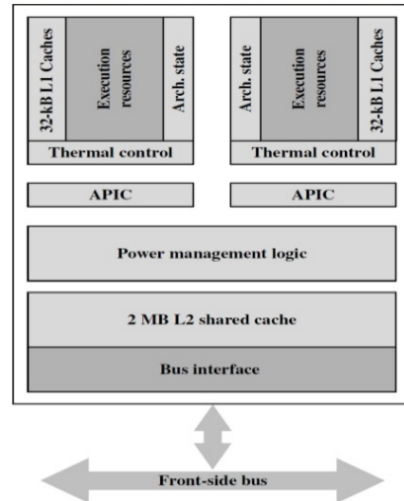 32-kB L1 Caches
Execution
resources
Arch. state
Thermal control
Arch. state
Execution
resources
32-kB L1 Caches
Thermal control
APIC
APIC
Power management logic
2 MB L2 shared cache
Bus interface
Front-side bus